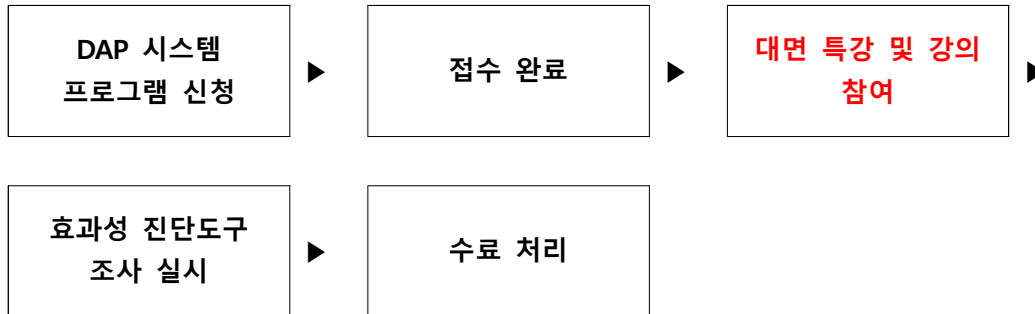 DAP 시스템
프로그램 신청
▶
접수 완료
▶
대면 특강 및 강의
참여
▶
효과성 진단도구
조사 실시
▶
수료 처리